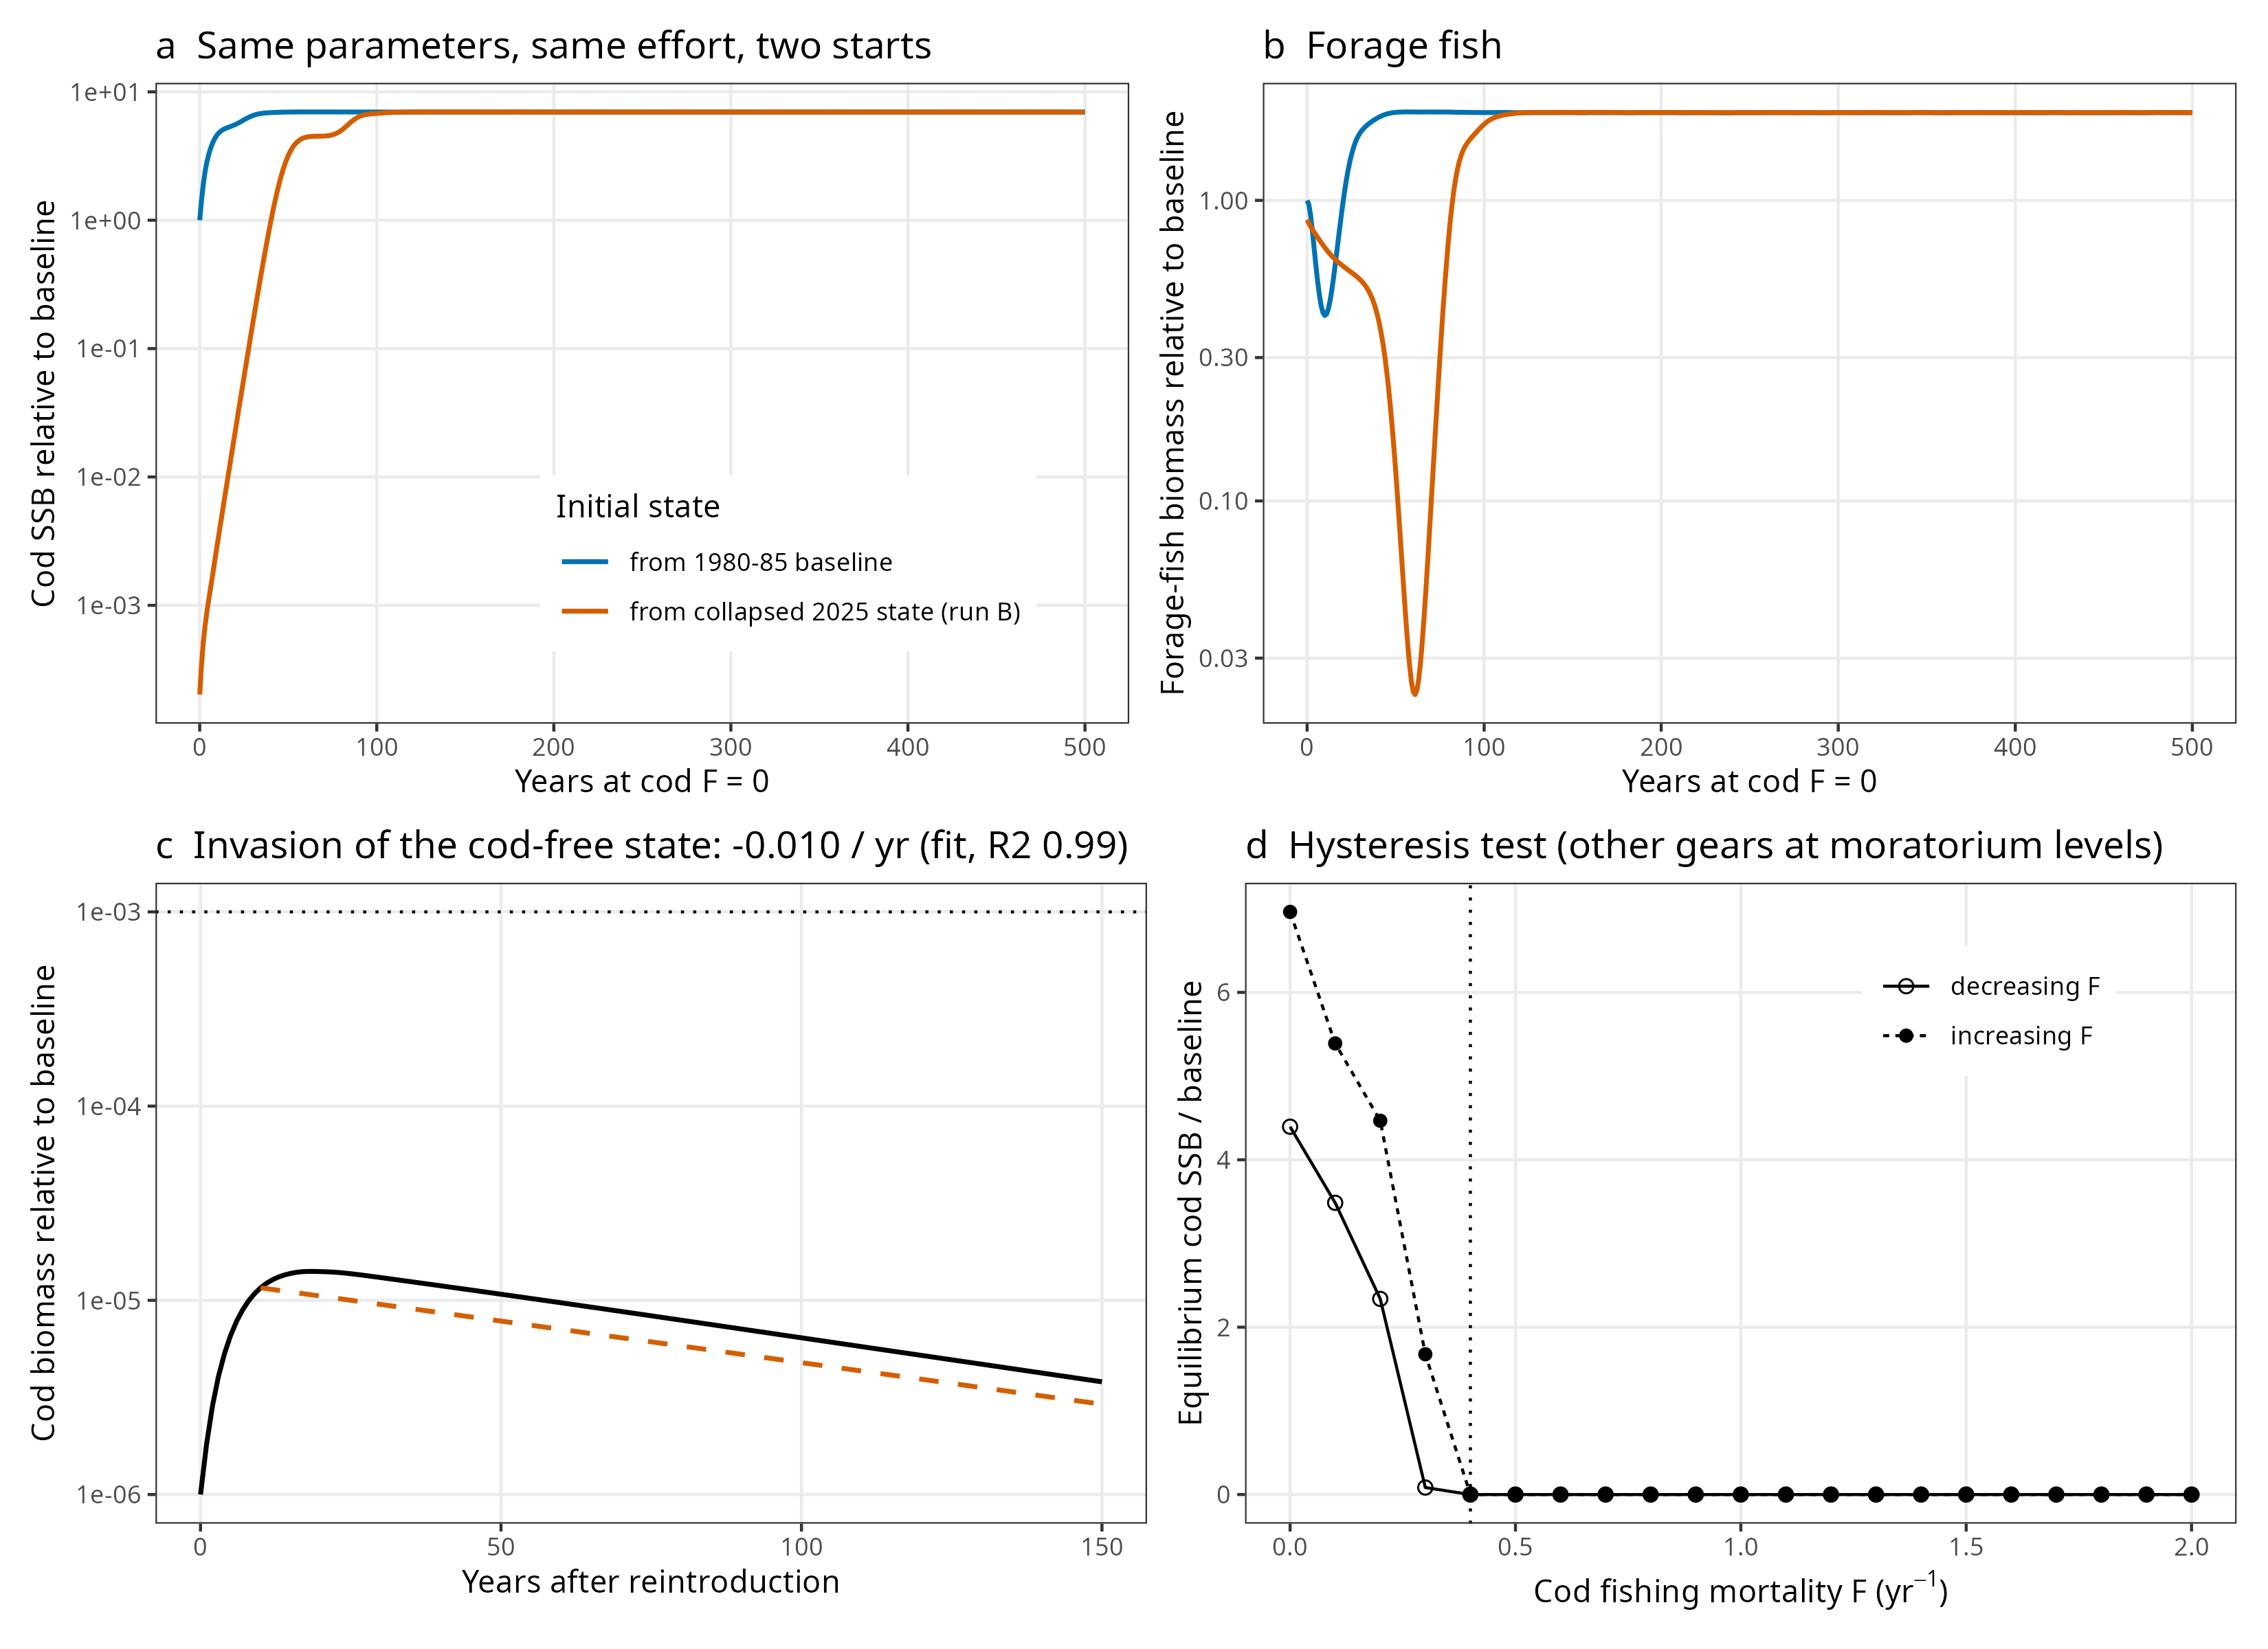 a Same parameters, same effort, two starts
Cod SSB relative to baseline
1e+01
1e+00
1e-01
1e-02
1e-03
Initial state
from 1980-85 baseline
from collapsed 2025 state (run B)
0 100 200 300 400 500
Years at cod F = 0
b Forage fish
Forage-fish biomass relative to baseline
1.00
0.30
0.10
0.03
0 100 200 300 400 500
Years at cod F = 0
c Invasion of the cod-free state: -0.010 / yr (fit, R2 0.99)
Cod biomass relative to baseline
1e-03
1e-04
1e-05
1e-06
0 50 100 150
Years after reintroduction
d Hysteresis test (other gears at moratorium levels)
Equilibrium cod SSB / baseline
6
4
2
0
decreasing F
increasing F
0.0 0.5 1.0 1.5 2.0
Cod fishing mortality F (yr⁻¹)